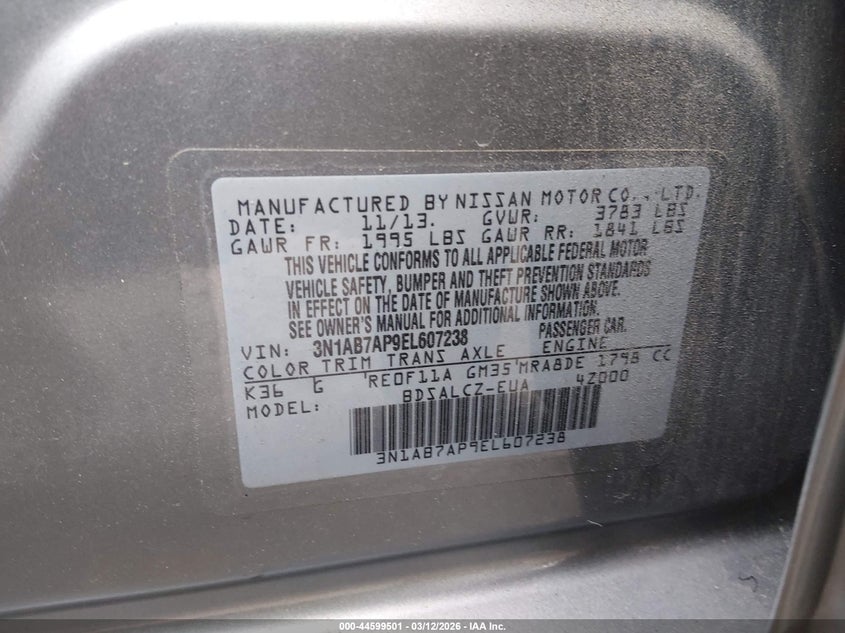 MANUFACTURED BY NISSAN MOTOR CO., LTD.
DATE: 11/13. GVWR: 3783 LBS
GAWR FR: 1995 LBS GAWR RR: 1841 LBS
THIS VEHICLE CONFORMS TO ALL APPLICABLE FEDERAL MOTOR
VEHICLE SAFETY, BUMPER AND THEFT PREVENTION STANDARDS
IN EFFECT ON THE DATE OF MANUFACTURE SHOWN ABOVE.
SEE OWNER'S MANUAL FOR ADDITIONAL INFORMATION.
VIN: 3N1AB7AP9EL607238 PASSENGER CAR.
COLOR TRIM TRANS AXLE ENGINE
K36 G RE0F11A GM35 MRA8DE 1798 CC
MODEL: BDSALCZ-EUA 4Z000
3N1AB7AP9EL607238
000-44599501 - 03/12/2026 - IAA Inc.